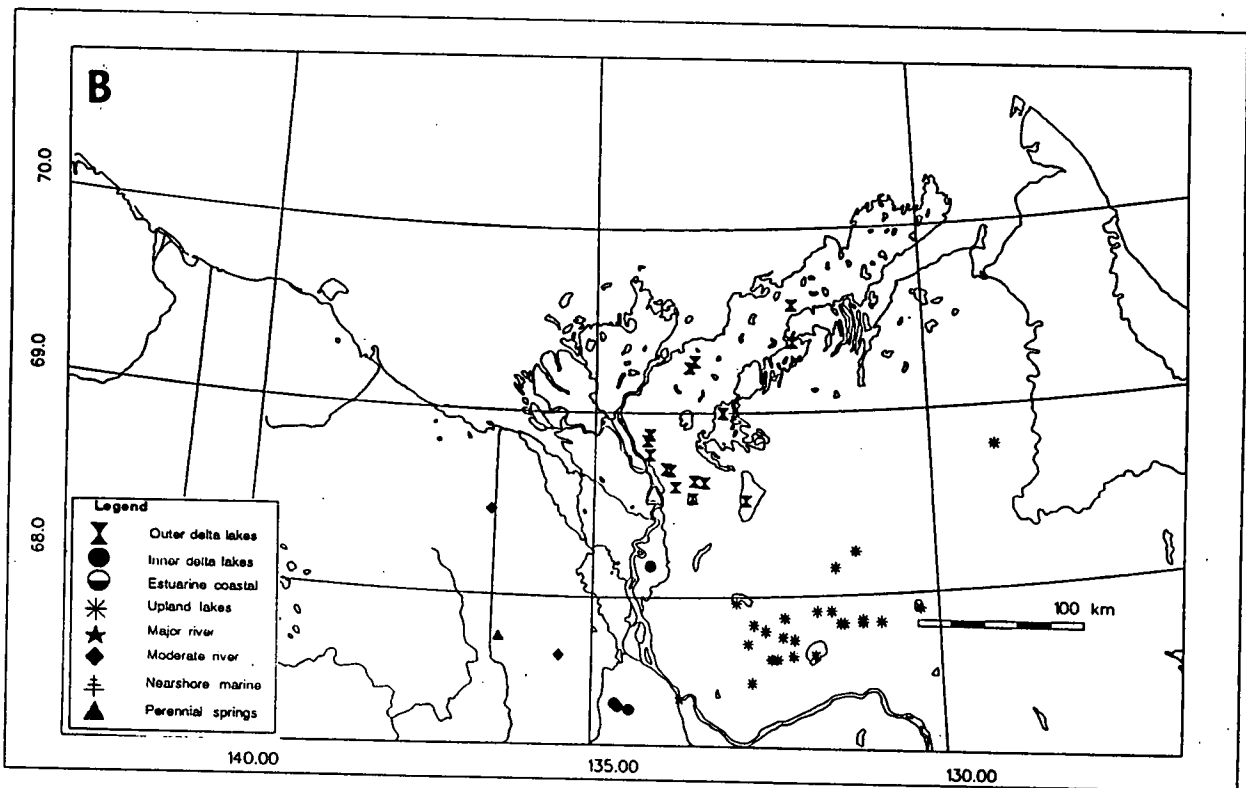 B
70.0
69.0
68.0
Legend
Outer delta lakes
Inner delta lakes
Estuarine coastal
Upland lakes
Major river
Moderate river
Nearshore marine
Perennial springs
100 km
140.00
135.00
130.00